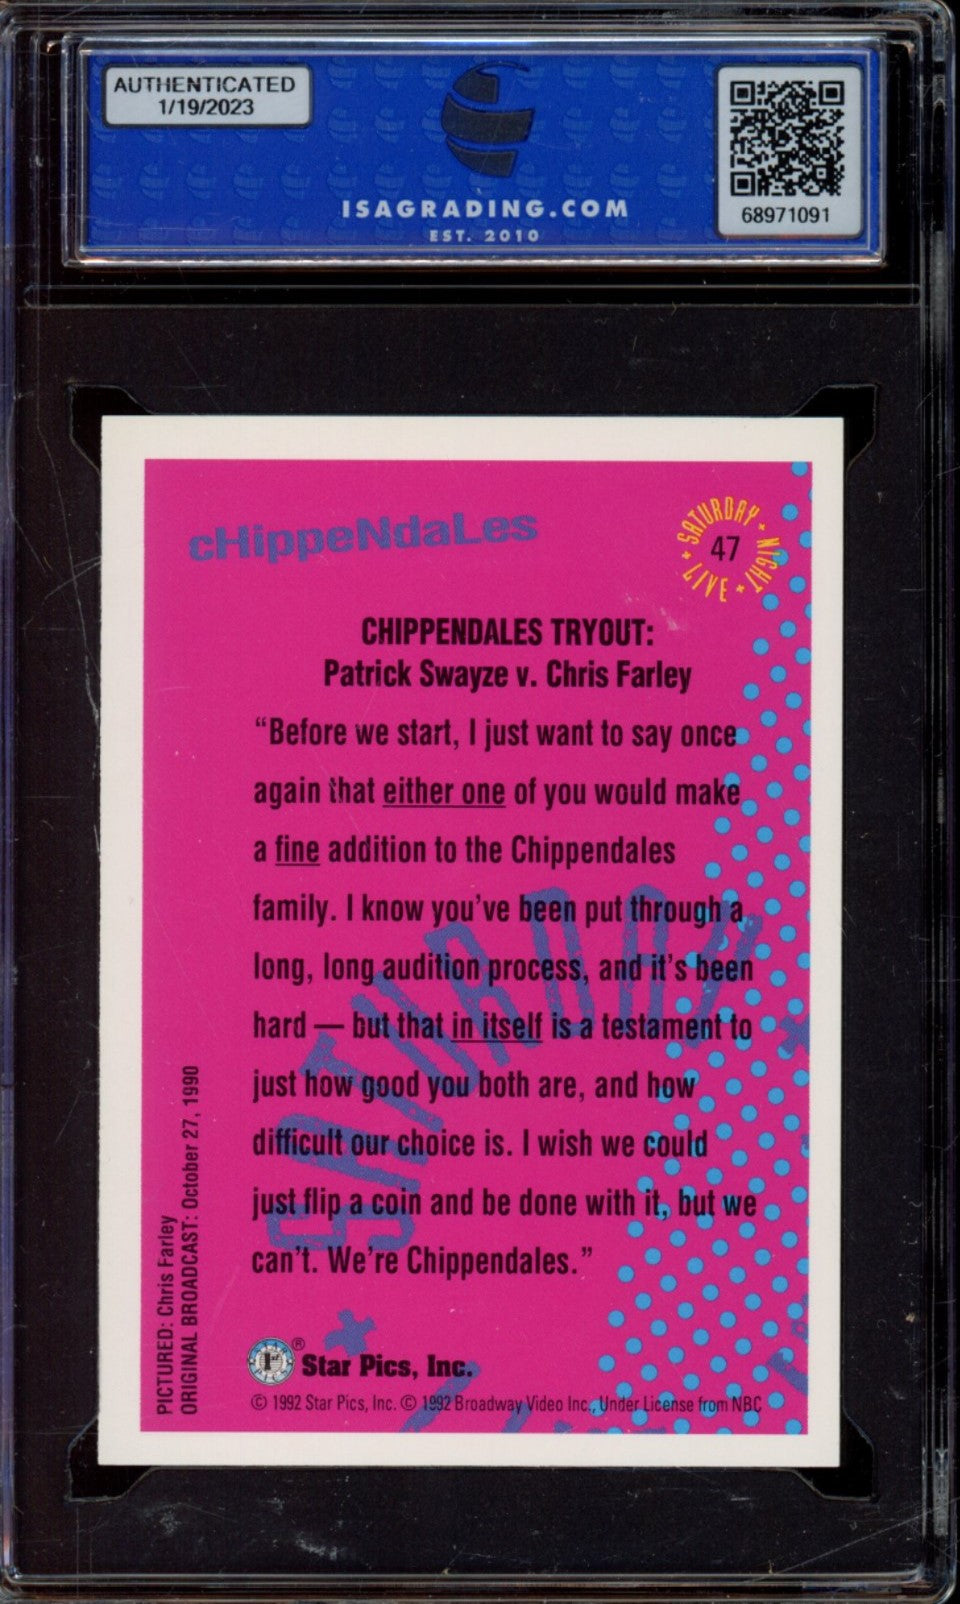 AUTHENTICATED
1/19/2023
ISAGRADING.COM
EST. 2010
68971091
cHippeNdaLes
SATURDAY NIGHT LIVE
47
CHIPPENDALES TRYOUT:
Patrick Swayze v. Chris Farley
“Before we start, I just want to say once
again that either one of you would make
a fine addition to the Chippendales
family. I know you’ve been put through a
long, long audition process, and it’s been
hard — but that in itself is a testament to
just how good you both are, and how
difficult our choice is. I wish we could
just flip a coin and be done with it, but we
can’t. We’re Chippendales.”
SATURDAY
PICTURED: Chris Farley
ORIGINAL BROADCAST: October 27, 1990
STAR PICS 1st ® Star Pics, Inc.
© 1992 Star Pics, Inc. © 1992 Broadway Video Inc., Under License from NBC